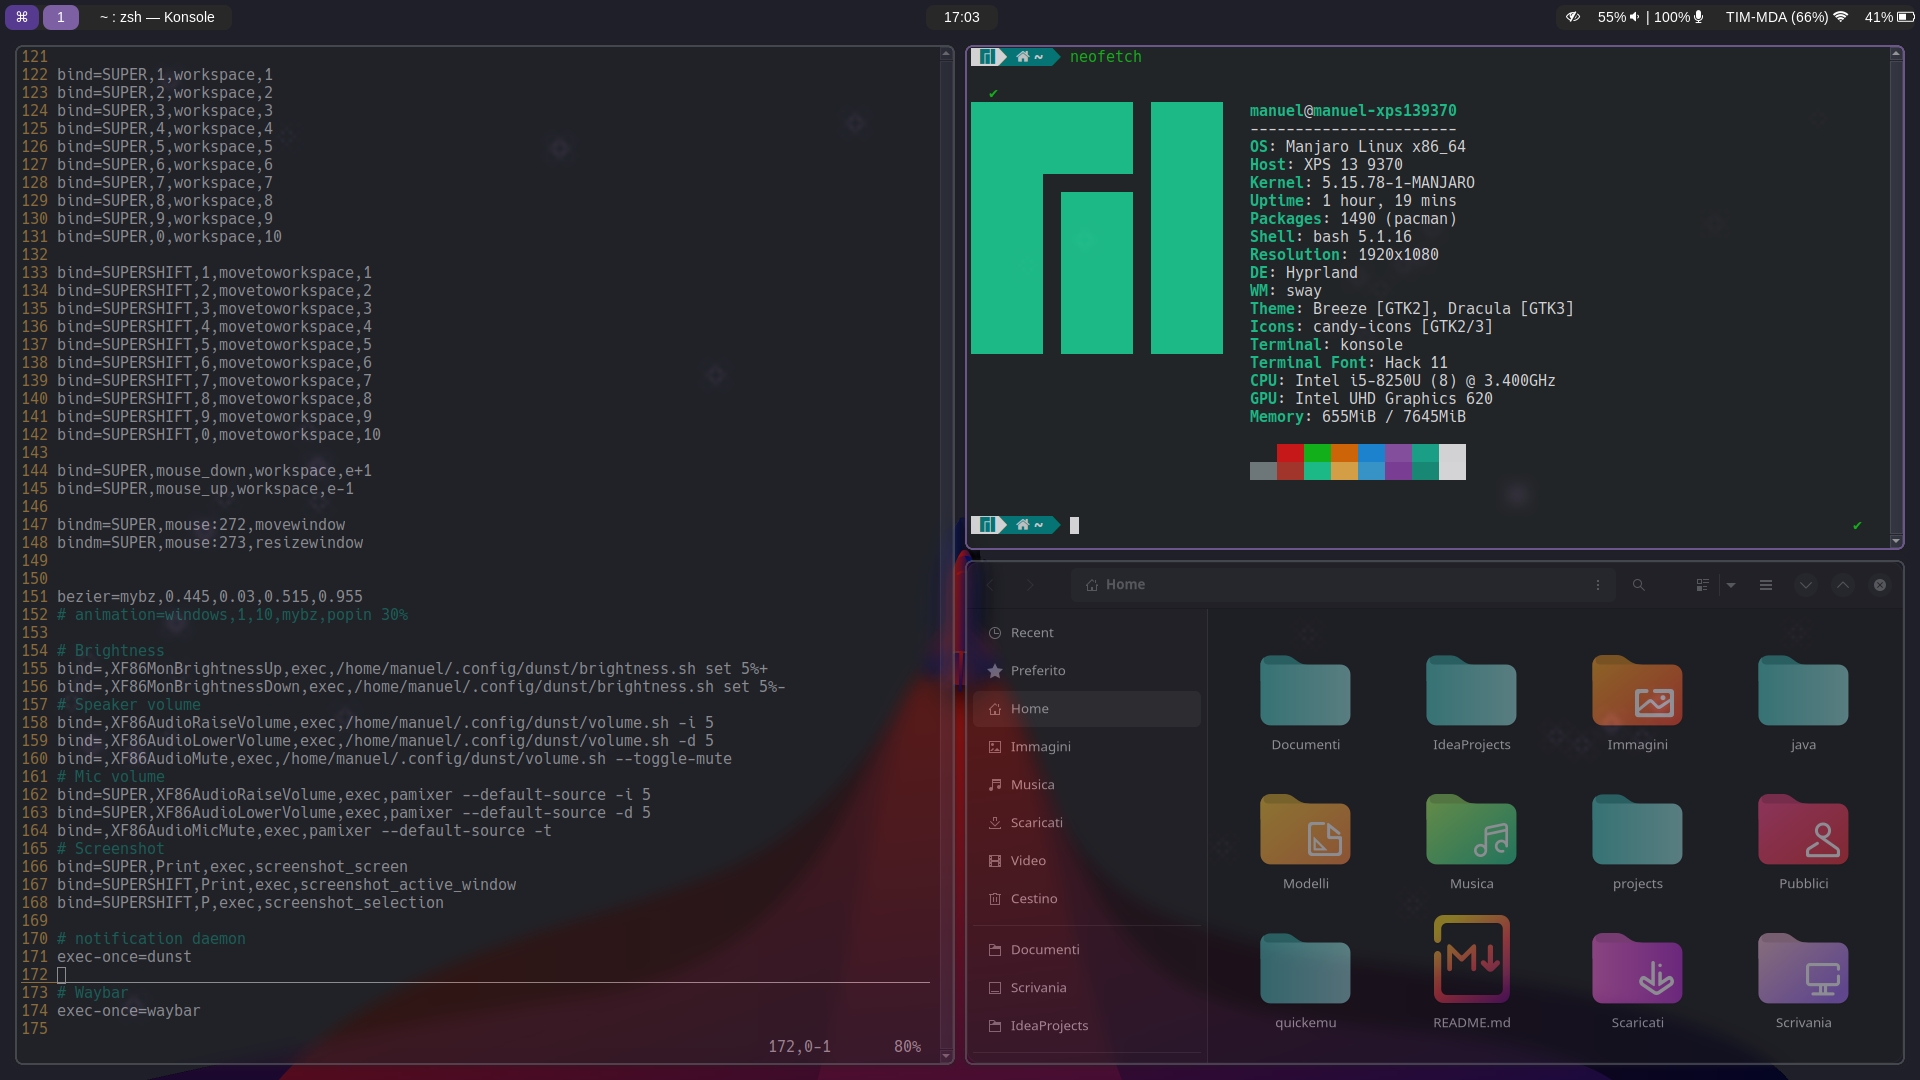 ⌘ 1 ~ : zsh — Konsole
17:03
55% | 100% TIM-MDA (66%) 41%
121
122 bind=SUPER,1,workspace,1
123 bind=SUPER,2,workspace,2
124 bind=SUPER,3,workspace,3
125 bind=SUPER,4,workspace,4
126 bind=SUPER,5,workspace,5
127 bind=SUPER,6,workspace,6
128 bind=SUPER,7,workspace,7
129 bind=SUPER,8,workspace,8
130 bind=SUPER,9,workspace,9
131 bind=SUPER,0,workspace,10
132
133 bind=SUPERSHIFT,1,movetoworkspace,1
134 bind=SUPERSHIFT,2,movetoworkspace,2
135 bind=SUPERSHIFT,3,movetoworkspace,3
136 bind=SUPERSHIFT,4,movetoworkspace,4
137 bind=SUPERSHIFT,5,movetoworkspace,5
138 bind=SUPERSHIFT,6,movetoworkspace,6
139 bind=SUPERSHIFT,7,movetoworkspace,7
140 bind=SUPERSHIFT,8,movetoworkspace,8
141 bind=SUPERSHIFT,9,movetoworkspace,9
142 bind=SUPERSHIFT,0,movetoworkspace,10
143
144 bind=SUPER,mouse_down,workspace,e+1
145 bind=SUPER,mouse_up,workspace,e-1
146
147 bindm=SUPER,mouse:272,movewindow
148 bindm=SUPER,mouse:273,resizewindow
149
150
151 bezier=mybz,0.445,0.03,0.515,0.955
152 # animation=windows,1,10,mybz,popin 30%
153
154 # Brightness
155 bind=,XF86MonBrightnessUp,exec,/home/manuel/.config/dunst/brightness.sh set 5%+
156 bind=,XF86MonBrightnessDown,exec,/home/manuel/.config/dunst/brightness.sh set 5%-
157 # Speaker volume
158 bind=,XF86AudioRaiseVolume,exec,/home/manuel/.config/dunst/volume.sh -i 5
159 bind=,XF86AudioLowerVolume,exec,/home/manuel/.config/dunst/volume.sh -d 5
160 bind=,XF86AudioMute,exec,/home/manuel/.config/dunst/volume.sh --toggle-mute
161 # Mic volume
162 bind=SUPER,XF86AudioRaiseVolume,exec,pamixer --default-source -i 5
163 bind=SUPER,XF86AudioLowerVolume,exec,pamixer --default-source -d 5
164 bind=,XF86AudioMicMute,exec,pamixer --default-source -t
165 # Screenshot
166 bind=SUPER,Print,exec,screenshot_screen
167 bind=SUPERSHIFT,Print,exec,screenshot_active_window
168 bind=SUPERSHIFT,P,exec,screenshot_selection
169
170 # notification daemon
171 exec-once=dunst
172
173 # Waybar
174 exec-once=waybar
175
172,0-1 80%
~ neofetch
✔
manuel@manuel-xps139370
-----------------------
OS: Manjaro Linux x86_64
Host: XPS 13 9370
Kernel: 5.15.78-1-MANJARO
Uptime: 1 hour, 19 mins
Packages: 1490 (pacman)
Shell: bash 5.1.16
Resolution: 1920x1080
DE: Hyprland
WM: sway
Theme: Breeze [GTK2], Dracula [GTK3]
Icons: candy-icons [GTK2/3]
Terminal: konsole
Terminal Font: Hack 11
CPU: Intel i5-8250U (8) @ 3.400GHz
GPU: Intel UHD Graphics 620
Memory: 655MiB / 7645MiB
~ ✔
Home
Recent
Preferito
Home
Immagini
Musica
Scaricati
Video
Cestino
Documenti
Scrivania
IdeaProjects
Documenti IdeaProjects Immagini java
Modelli Musica projects Pubblici
M
quickemu README.md Scaricati Scrivania